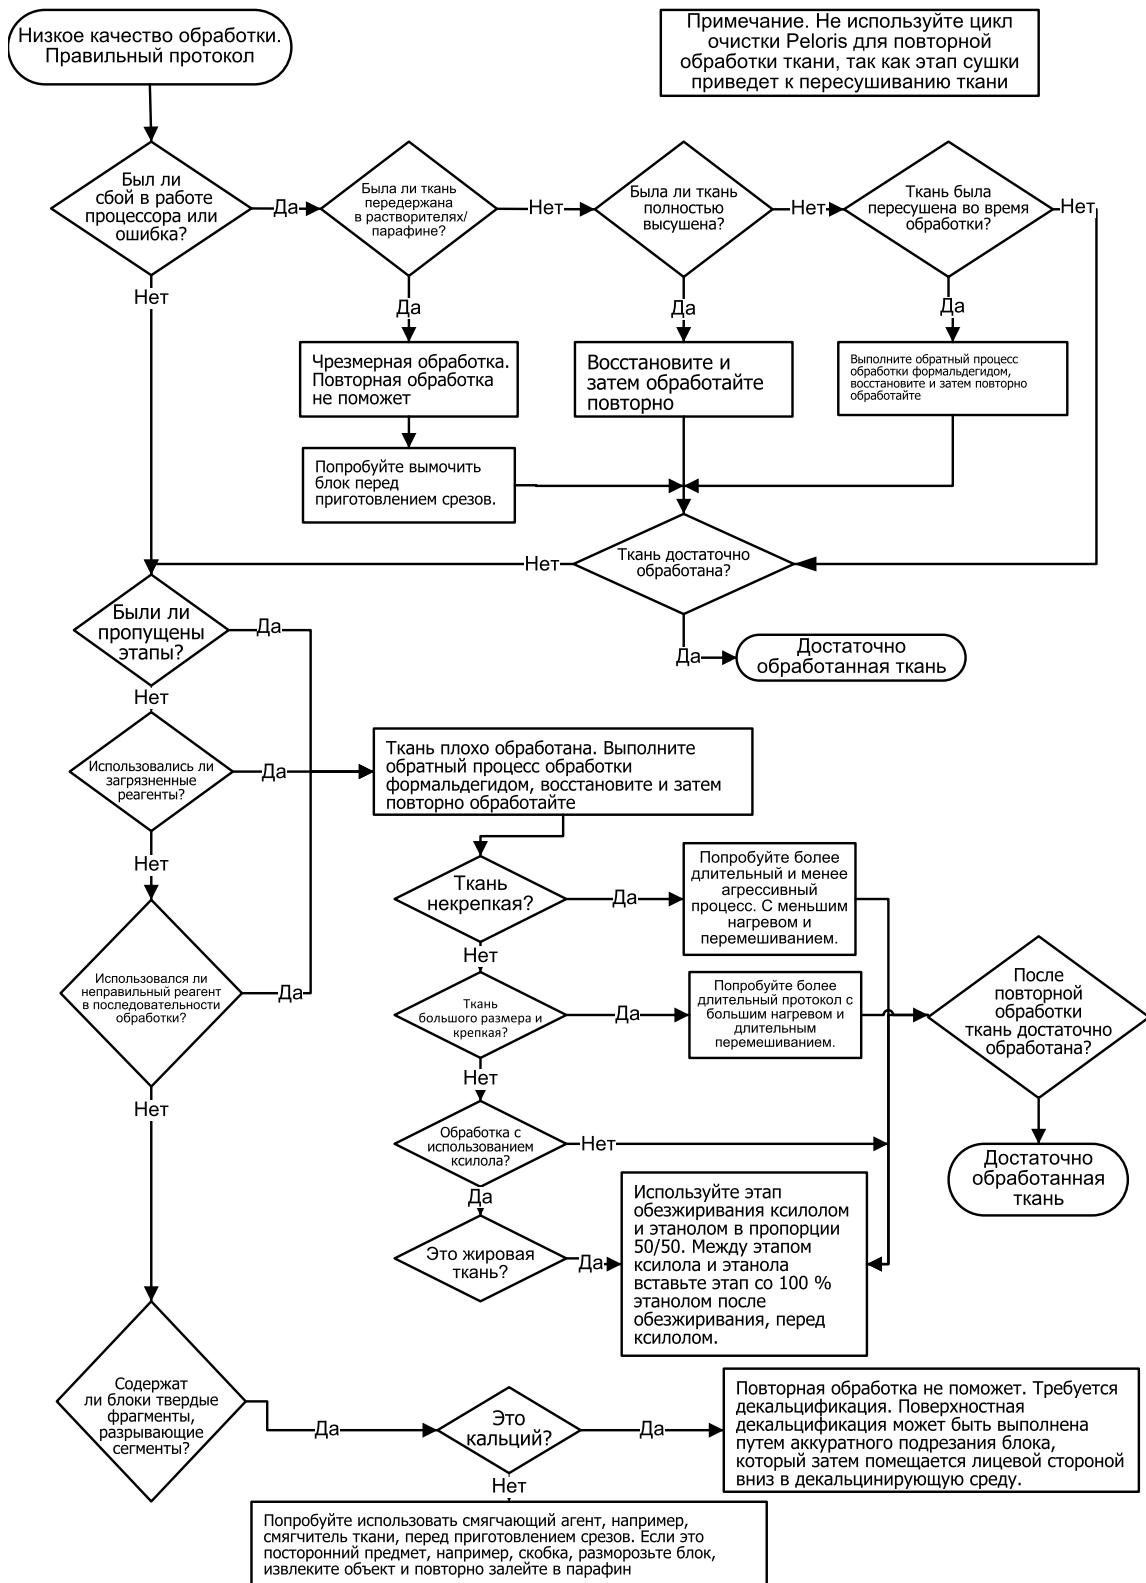 Низкое качество обработки.
Правильный протокол
Примечание. Не используйте цикл
очистки Peloris для повторной
обработки ткани, так как этап сушки
приведет к пересушиванию ткани
Был ли
сбой в работе
процессора или
ошибка?
Да
Была ли ткань
передержана
в растворителях/
парафине?
Нет
Была ли ткань
полностью
высушена?
Нет
Ткань была
пересушена во время
обработки?
Нет
Нет
Да
Да
Да
Чрезмерная обработка.
Повторная обработка
не поможет
Восстановите и
затем обработайте
повторно
Выполните обратный процесс
обработки формальдегидом,
восстановите и затем повторно
обработайте
Попробуйте вымочить
блок перед
приготовлением срезов.
Ткань достаточно
обработана?
Нет
Да
Достаточно
обработанная ткань
Были ли
пропущены
этапы?
Да
Нет
Использовались ли
загрязненные
реагенты?
Да
Ткань плохо обработана. Выполните
обратный процесс обработки
формальдегидом, восстановите и затем
повторно обработайте
Нет
Ткань
некрепкая?
Да
Попробуйте более
длительный и менее
агрессивный
процесс. С меньшим
нагревом и
перемешиванием.
Нет
Использовался ли
неправильный реагент
в последовательности
обработки?
Да
Ткань
большого размера и
крепкая?
Да
Попробуйте более
длительный протокол с
большим нагревом и
длительным
перемешиванием.
После
повторной
обработки
ткань достаточно
обработана?
Нет
Нет
Обработка с
использованием
ксилола?
Нет
Достаточно
обработанная
ткань
Да
Это жировая
ткань?
Да
Используйте этап
обезжиривания ксилолом
и этанолом в пропорции
50/50. Между этапом
ксилола и этанола
вставьте этап со 100 %
этанолом после
обезжиривания, перед
ксилолом.
Содержат
ли блоки твердые
фрагменты,
разрывающие
сегменты?
Да
Это
кальций?
Да
Повторная обработка не поможет. Требуется
декальцификация. Поверхностная
декальцификация может быть выполнена
путем аккуратного подрезания блока,
который затем помещается лицевой стороной
вниз в декальцинирующую среду.
Нет
Попробуйте использовать смягчающий агент, например,
смягчитель ткани, перед приготовлением срезов. Если это
посторонний предмет, например, скобка, разморозьте блок,
извлеките объект и повторно залейте в парафин